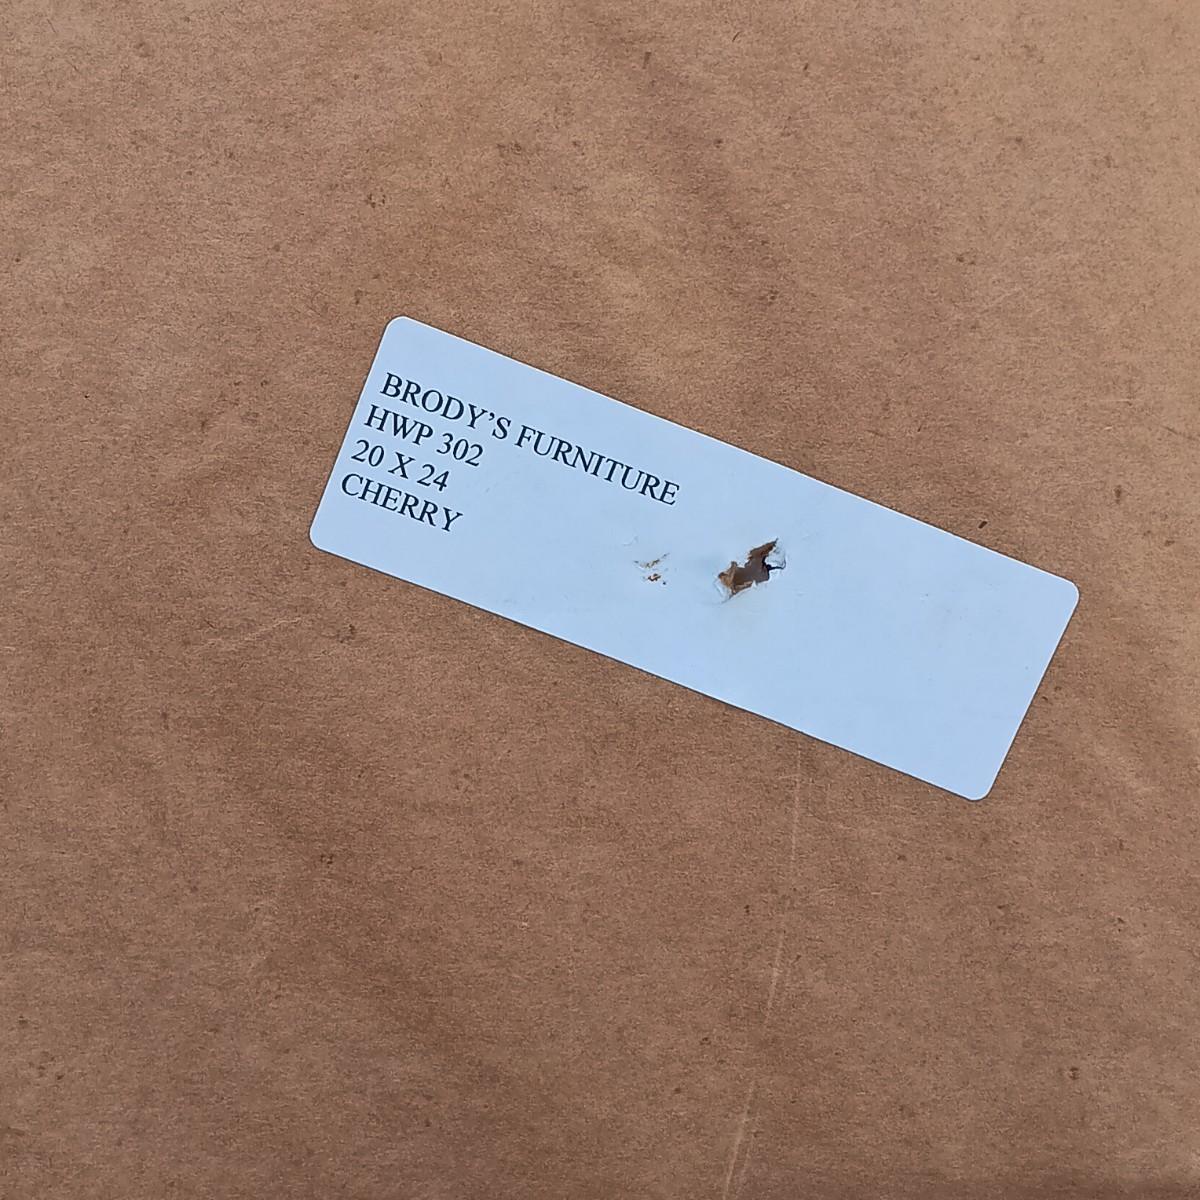 BRODY’S FURNITURE
HWP 302
20 X 24
CHERRY